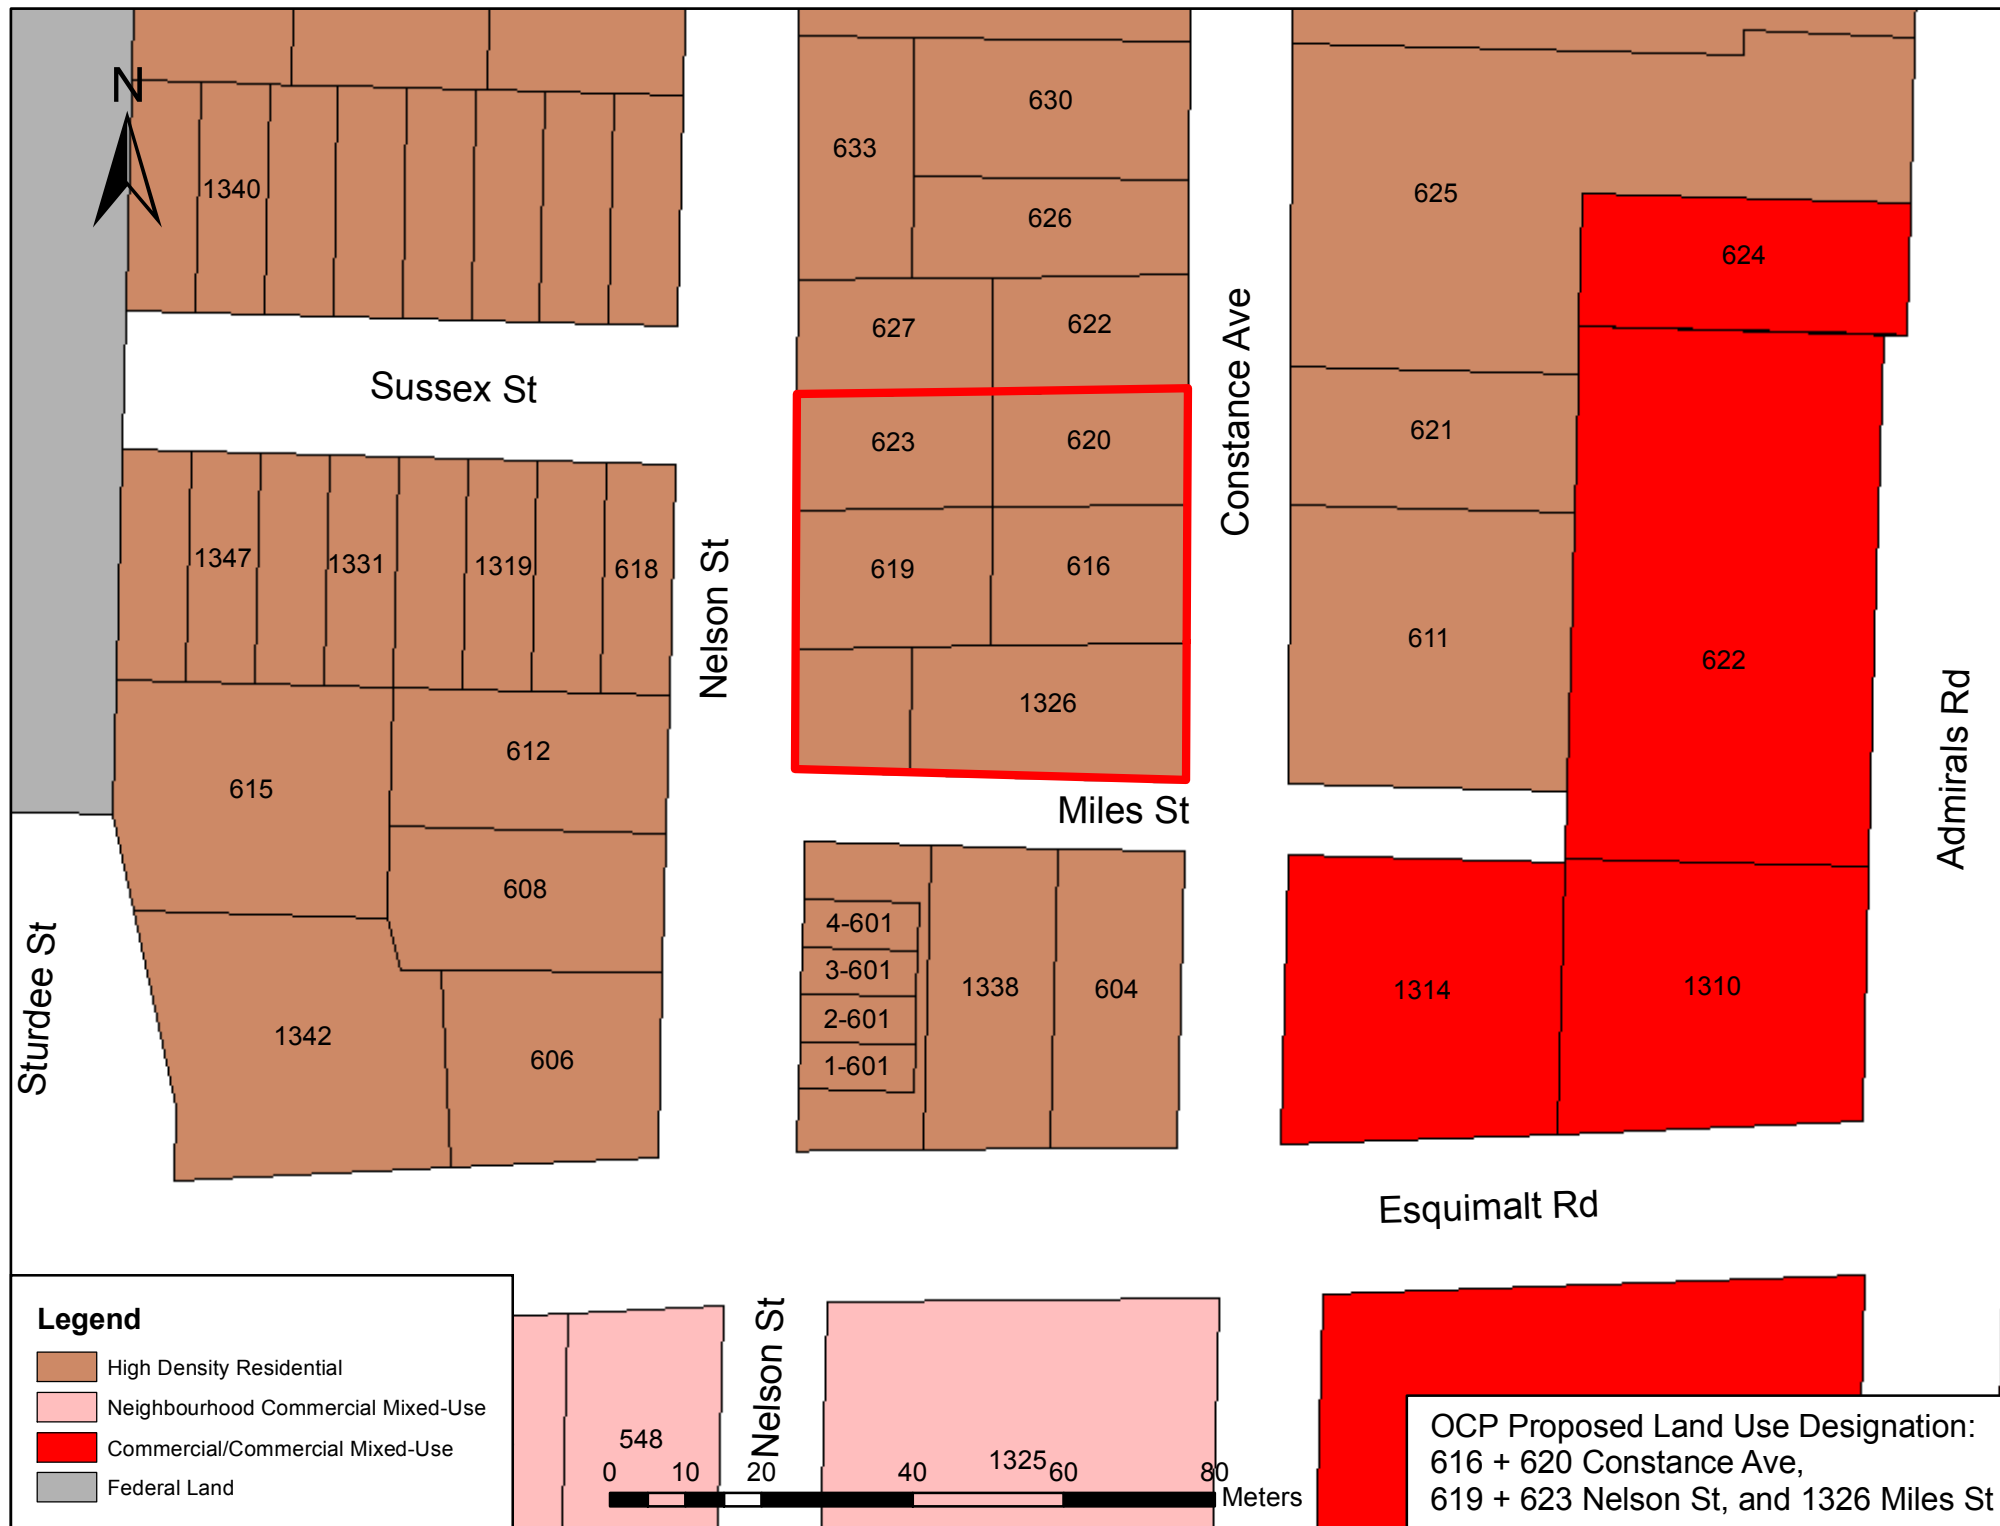 N
630
633
1340
625
626
624
627
622
Sussex St
Constance Ave
623
620
621
1347
1331
1319
618
619
616
Nelson St
611
622
1326
612
615
Miles St
Admirals Rd
608
4-601
3-601
2-601
1-601
1338
604
1314
1310
Sturdee St
1342
606
Esquimalt Rd
Legend
High Density Residential
Neighbourhood Commercial Mixed-Use
Commercial/Commercial Mixed-Use
Federal Land
548
Nelson St
1325
0 10 20 40 60 80
Meters
OCP Proposed Land Use Designation:
616 + 620 Constance Ave,
619 + 623 Nelson St, and 1326 Miles St